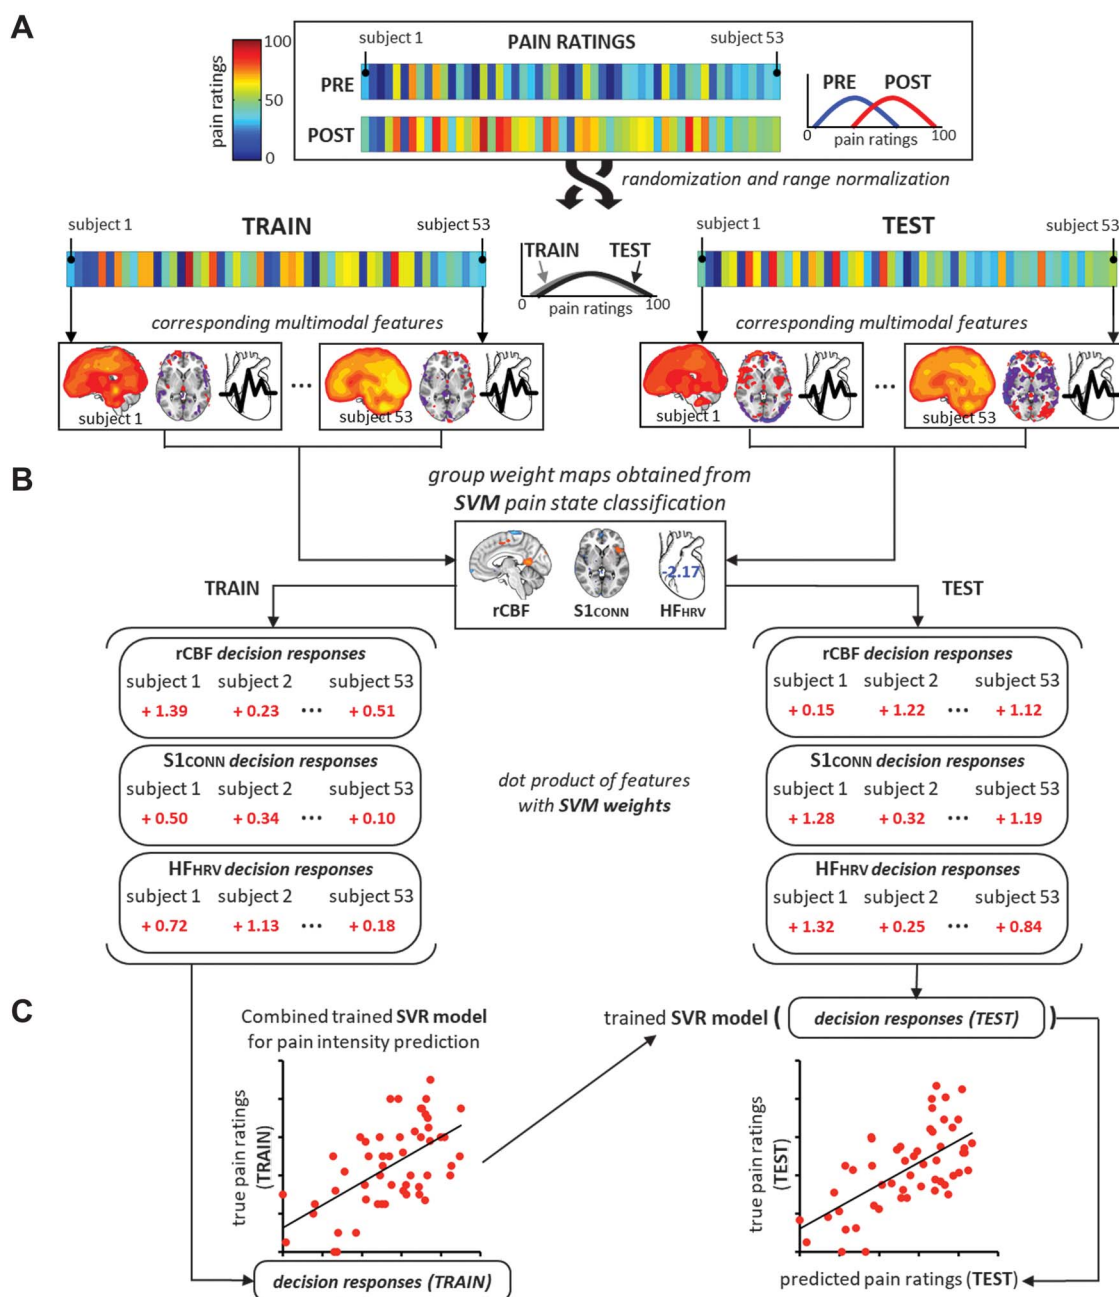 A
100
50
0
pain ratings
subject 1
PAIN RATINGS
subject 53
PRE
POST
PRE POST
0 100
pain ratings
randomization and range normalization
subject 1
TRAIN
subject 53
TRAIN TEST
0 100
pain ratings
subject 1
TEST
subject 53
corresponding multimodal features
corresponding multimodal features
subject 1
...
subject 53
subject 1
...
subject 53
B
group weight maps obtained from
SVM pain state classification
-2.17
rCBF S1CONN HFHRV
TRAIN
TEST
rCBF decision responses
subject 1 subject 2 subject 53
+ 1.39 + 0.23 ... + 0.51
S1CONN decision responses
subject 1 subject 2 subject 53
+ 0.50 + 0.34 ... + 0.10
HFHRV decision responses
subject 1 subject 2 subject 53
+ 0.72 + 1.13 ... + 0.18
dot product of features
with SVM weights
rCBF decision responses
subject 1 subject 2 subject 53
+ 0.15 + 1.22 ... + 1.12
S1CONN decision responses
subject 1 subject 2 subject 53
+ 1.28 + 0.32 ... + 1.19
HFHRV decision responses
subject 1 subject 2 subject 53
+ 1.32 + 0.25 ... + 0.84
C
Combined trained SVR model
for pain intensity prediction
true pain ratings
(TRAIN)
decision responses (TRAIN)
trained SVR model ( decision responses (TEST) )
true pain ratings
(TEST)
predicted pain ratings (TEST)